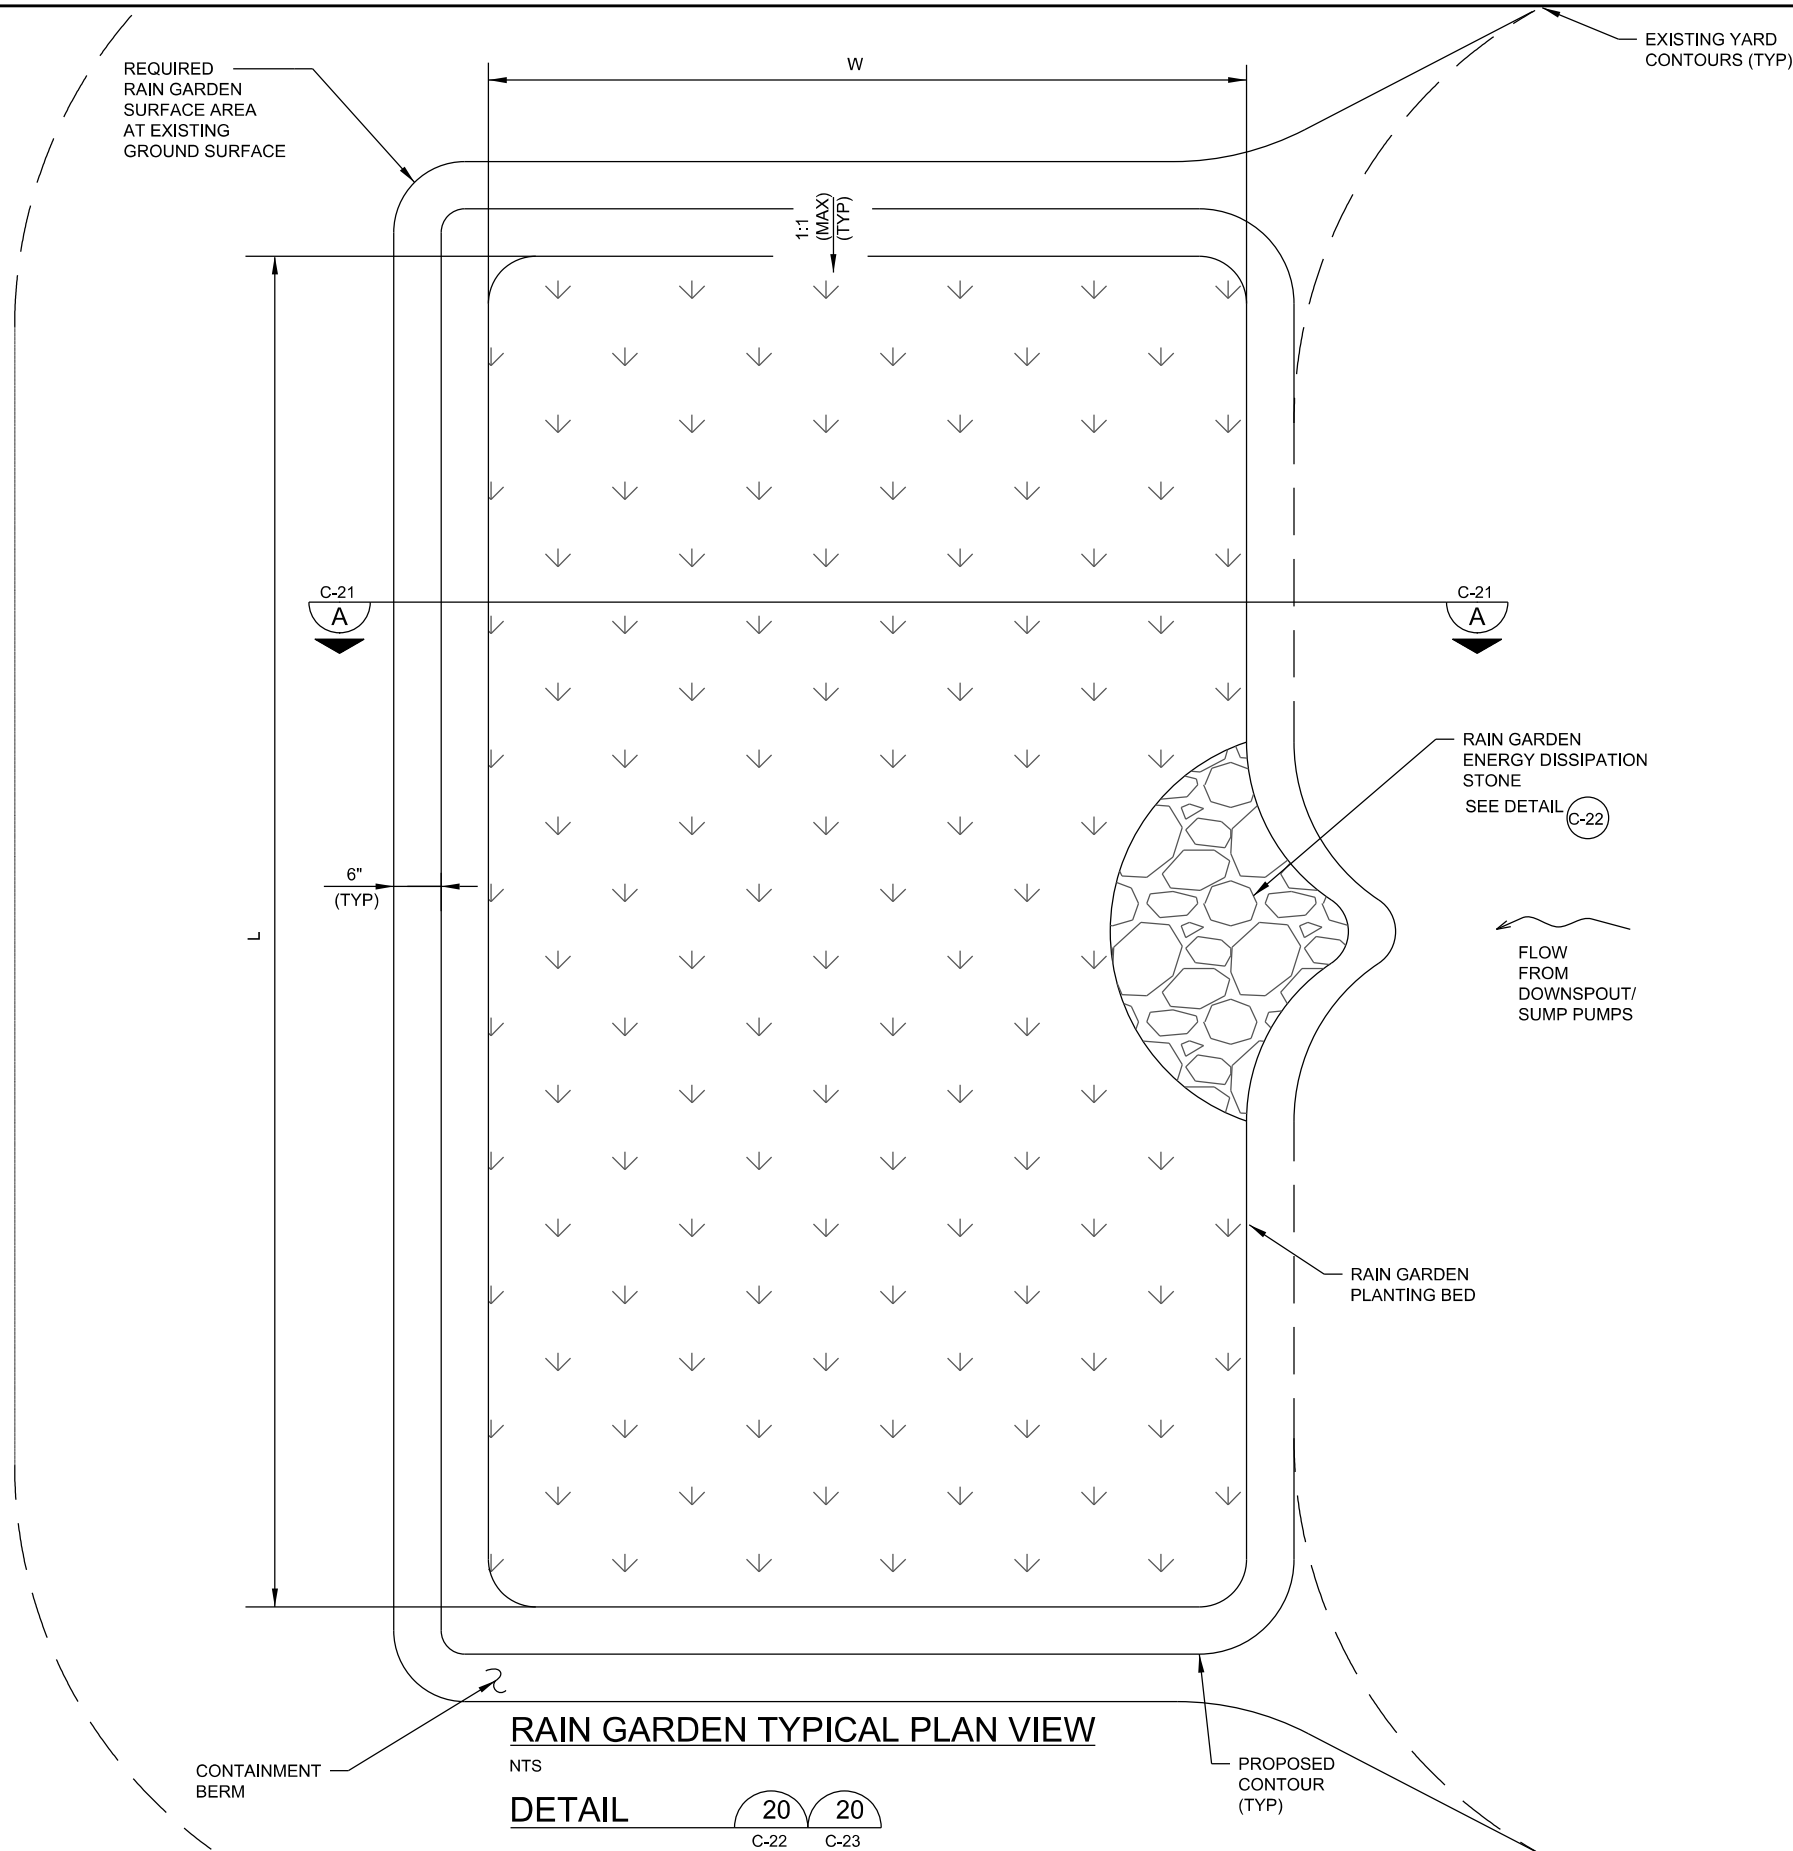 EXISTING YARD
CONTOURS (TYP)
W
REQUIRED
RAIN GARDEN
SURFACE AREA
AT EXISTING
GROUND SURFACE
1:1
(MAX)
(TYP)
C-21
A
C-21
A
RAIN GARDEN
ENERGY DISSIPATION
STONE
SEE DETAIL C-22
6"
(TYP)
L
FLOW
FROM
DOWNSPOUT/
SUMP PUMPS
RAIN GARDEN
PLANTING BED
RAIN GARDEN TYPICAL PLAN VIEW
NTS
CONTAINMENT
BERM
PROPOSED
CONTOUR
(TYP)
DETAIL 20 20
C-22 C-23